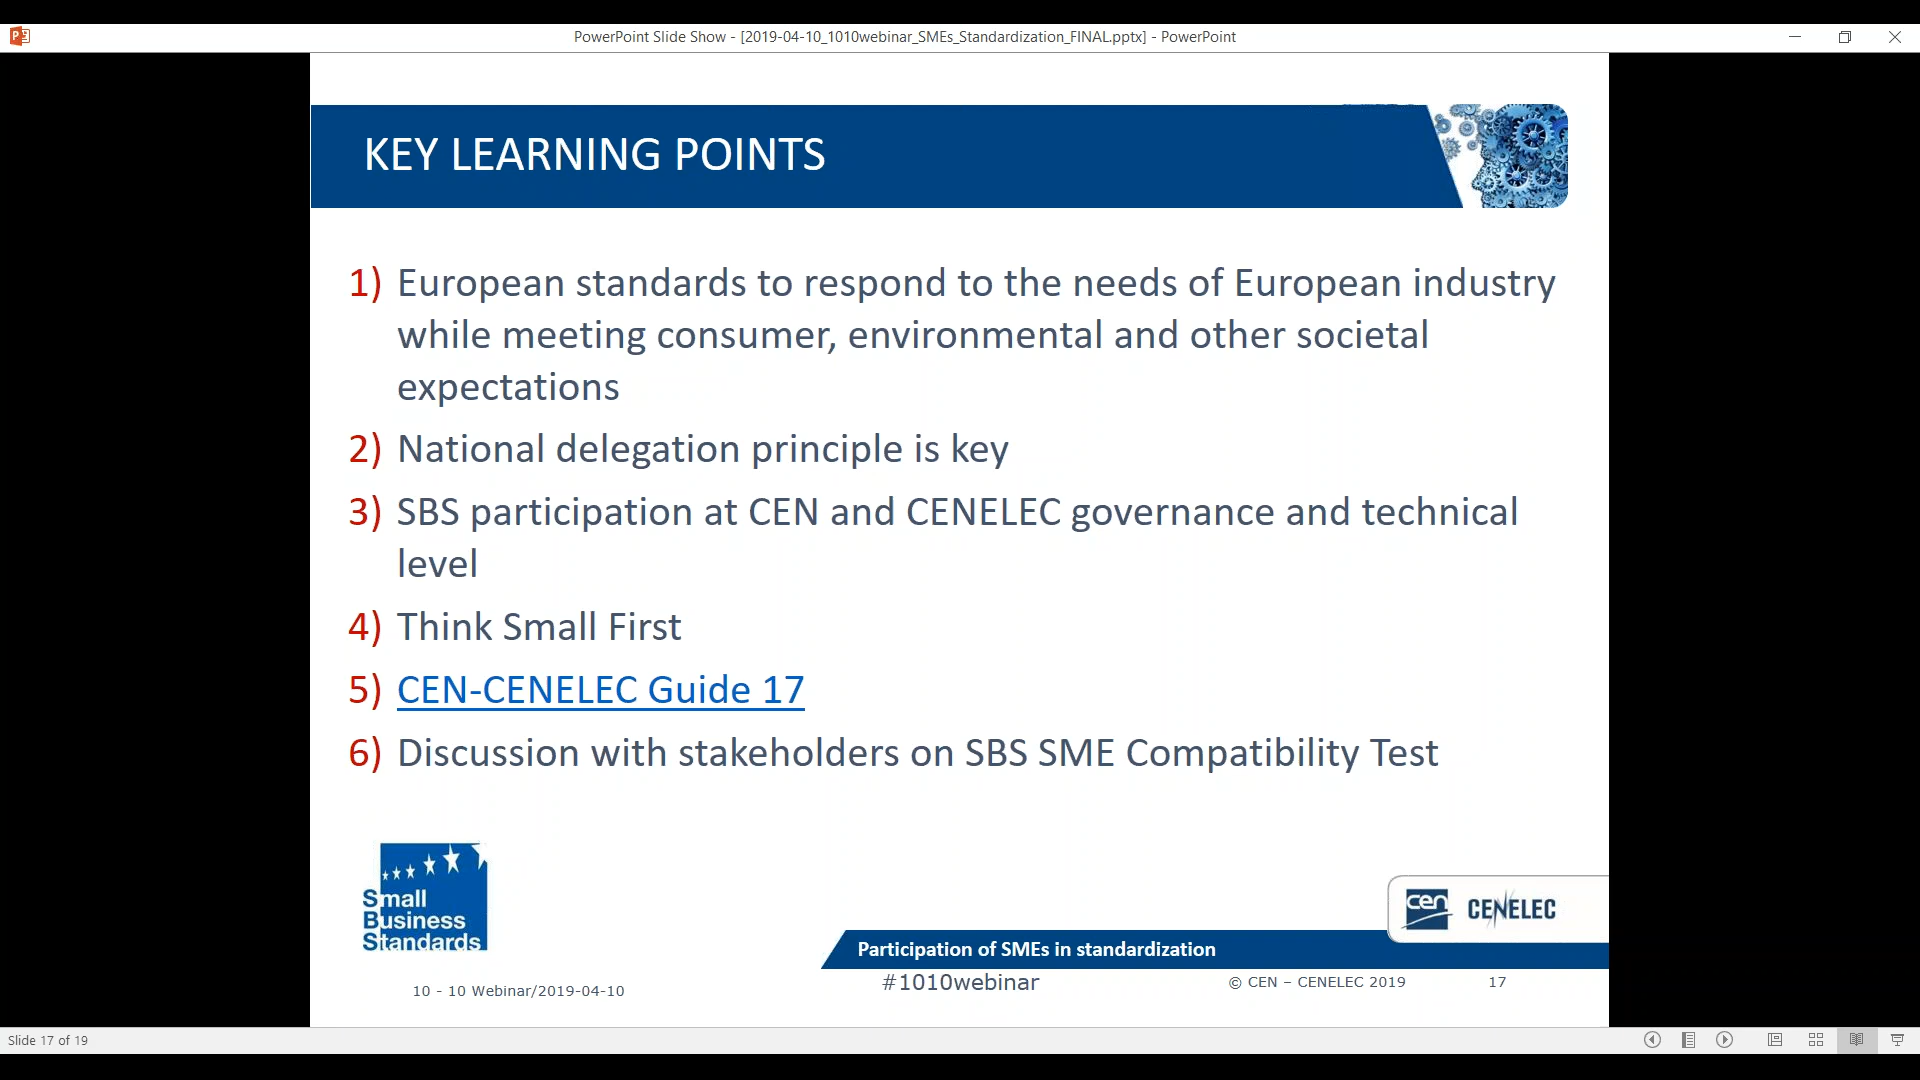 PowerPoint Slide Show - [2019-04-10_1010webinar_SMEs_Standardization_FINAL.pptx] - PowerPoint
KEY LEARNING POINTS
1) European standards to respond to the needs of European industry
while meeting consumer, environmental and other societal
expectations
2) National delegation principle is key
3) SBS participation at CEN and CENELEC governance and technical
level
4) Think Small First
5) CEN-CENELEC Guide 17
6) Discussion with stakeholders on SBS SME Compatibility Test
Small
Business
Standards
cen CENELEC
Participation of SMEs in standardization
10 - 10 Webinar/2019-04-10
#1010webinar
© CEN – CENELEC 2019
17
Slide 17 of 19